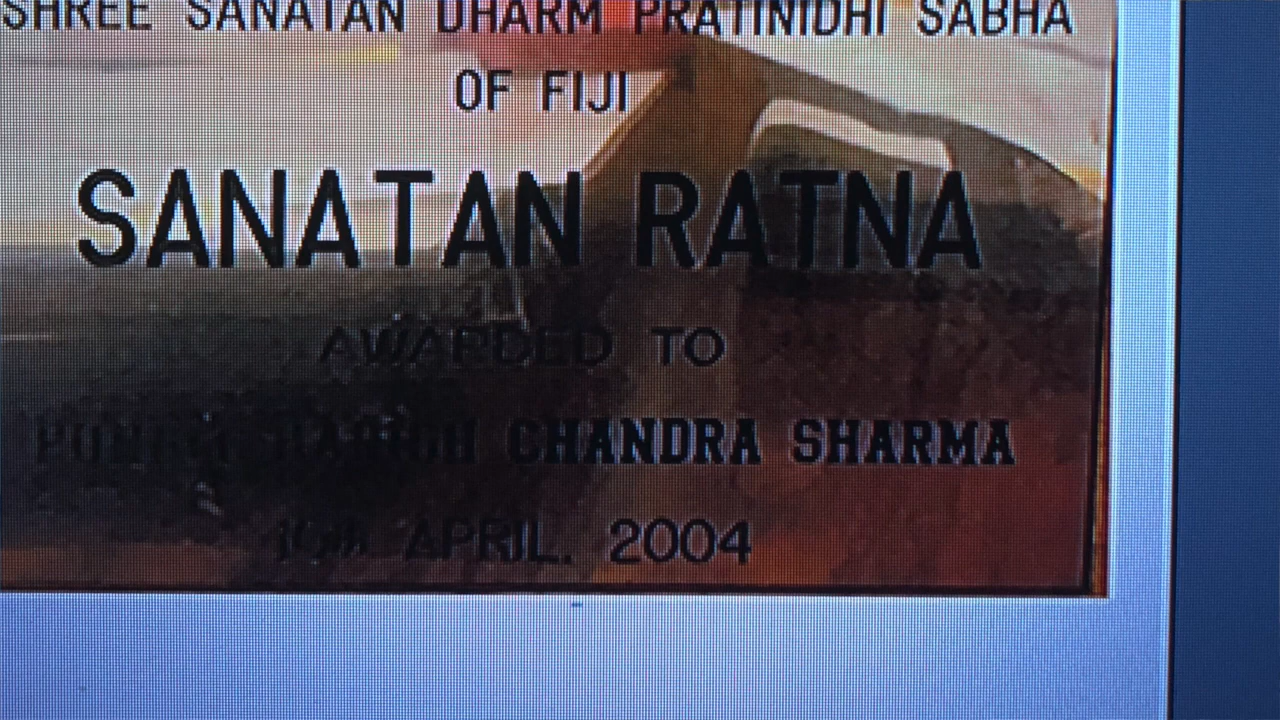 SHREE SANATAN DHARM PRATINIDHI SABHA
OF FIJI
SANATAN RATNA
AWARDED TO
CHANDRA SHARMA
APRIL. 2004